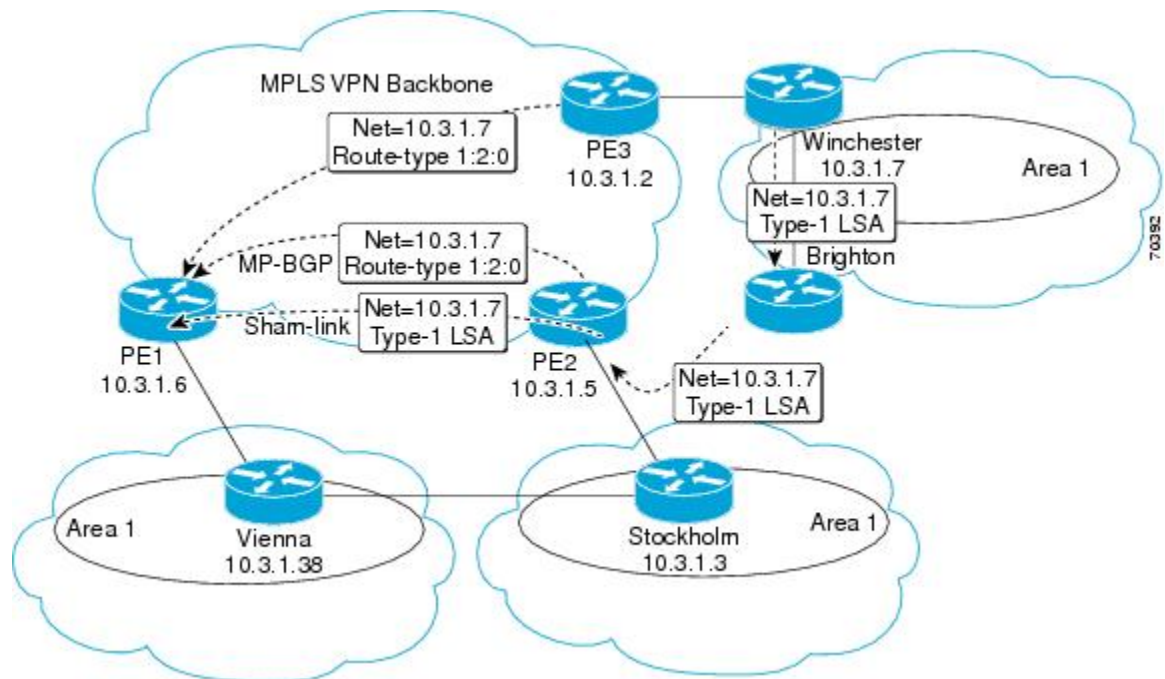 MPLS VPN Backbone
Net=10.3.1.7
Route-type 1:2:0
PE3
10.3.1.2
Winchester
10.3.1.7
Area 1
Net=10.3.1.7
Type-1 LSA
Brighton
70392
MP-BGP
Net=10.3.1.7
Route-type 1:2:0
Sham-link
Net=10.3.1.7
Type-1 LSA
PE1
10.3.1.6
PE2
10.3.1.5
Net=10.3.1.7
Type-1 LSA
Area 1
Vienna
10.3.1.38
Stockholm
10.3.1.3
Area 1